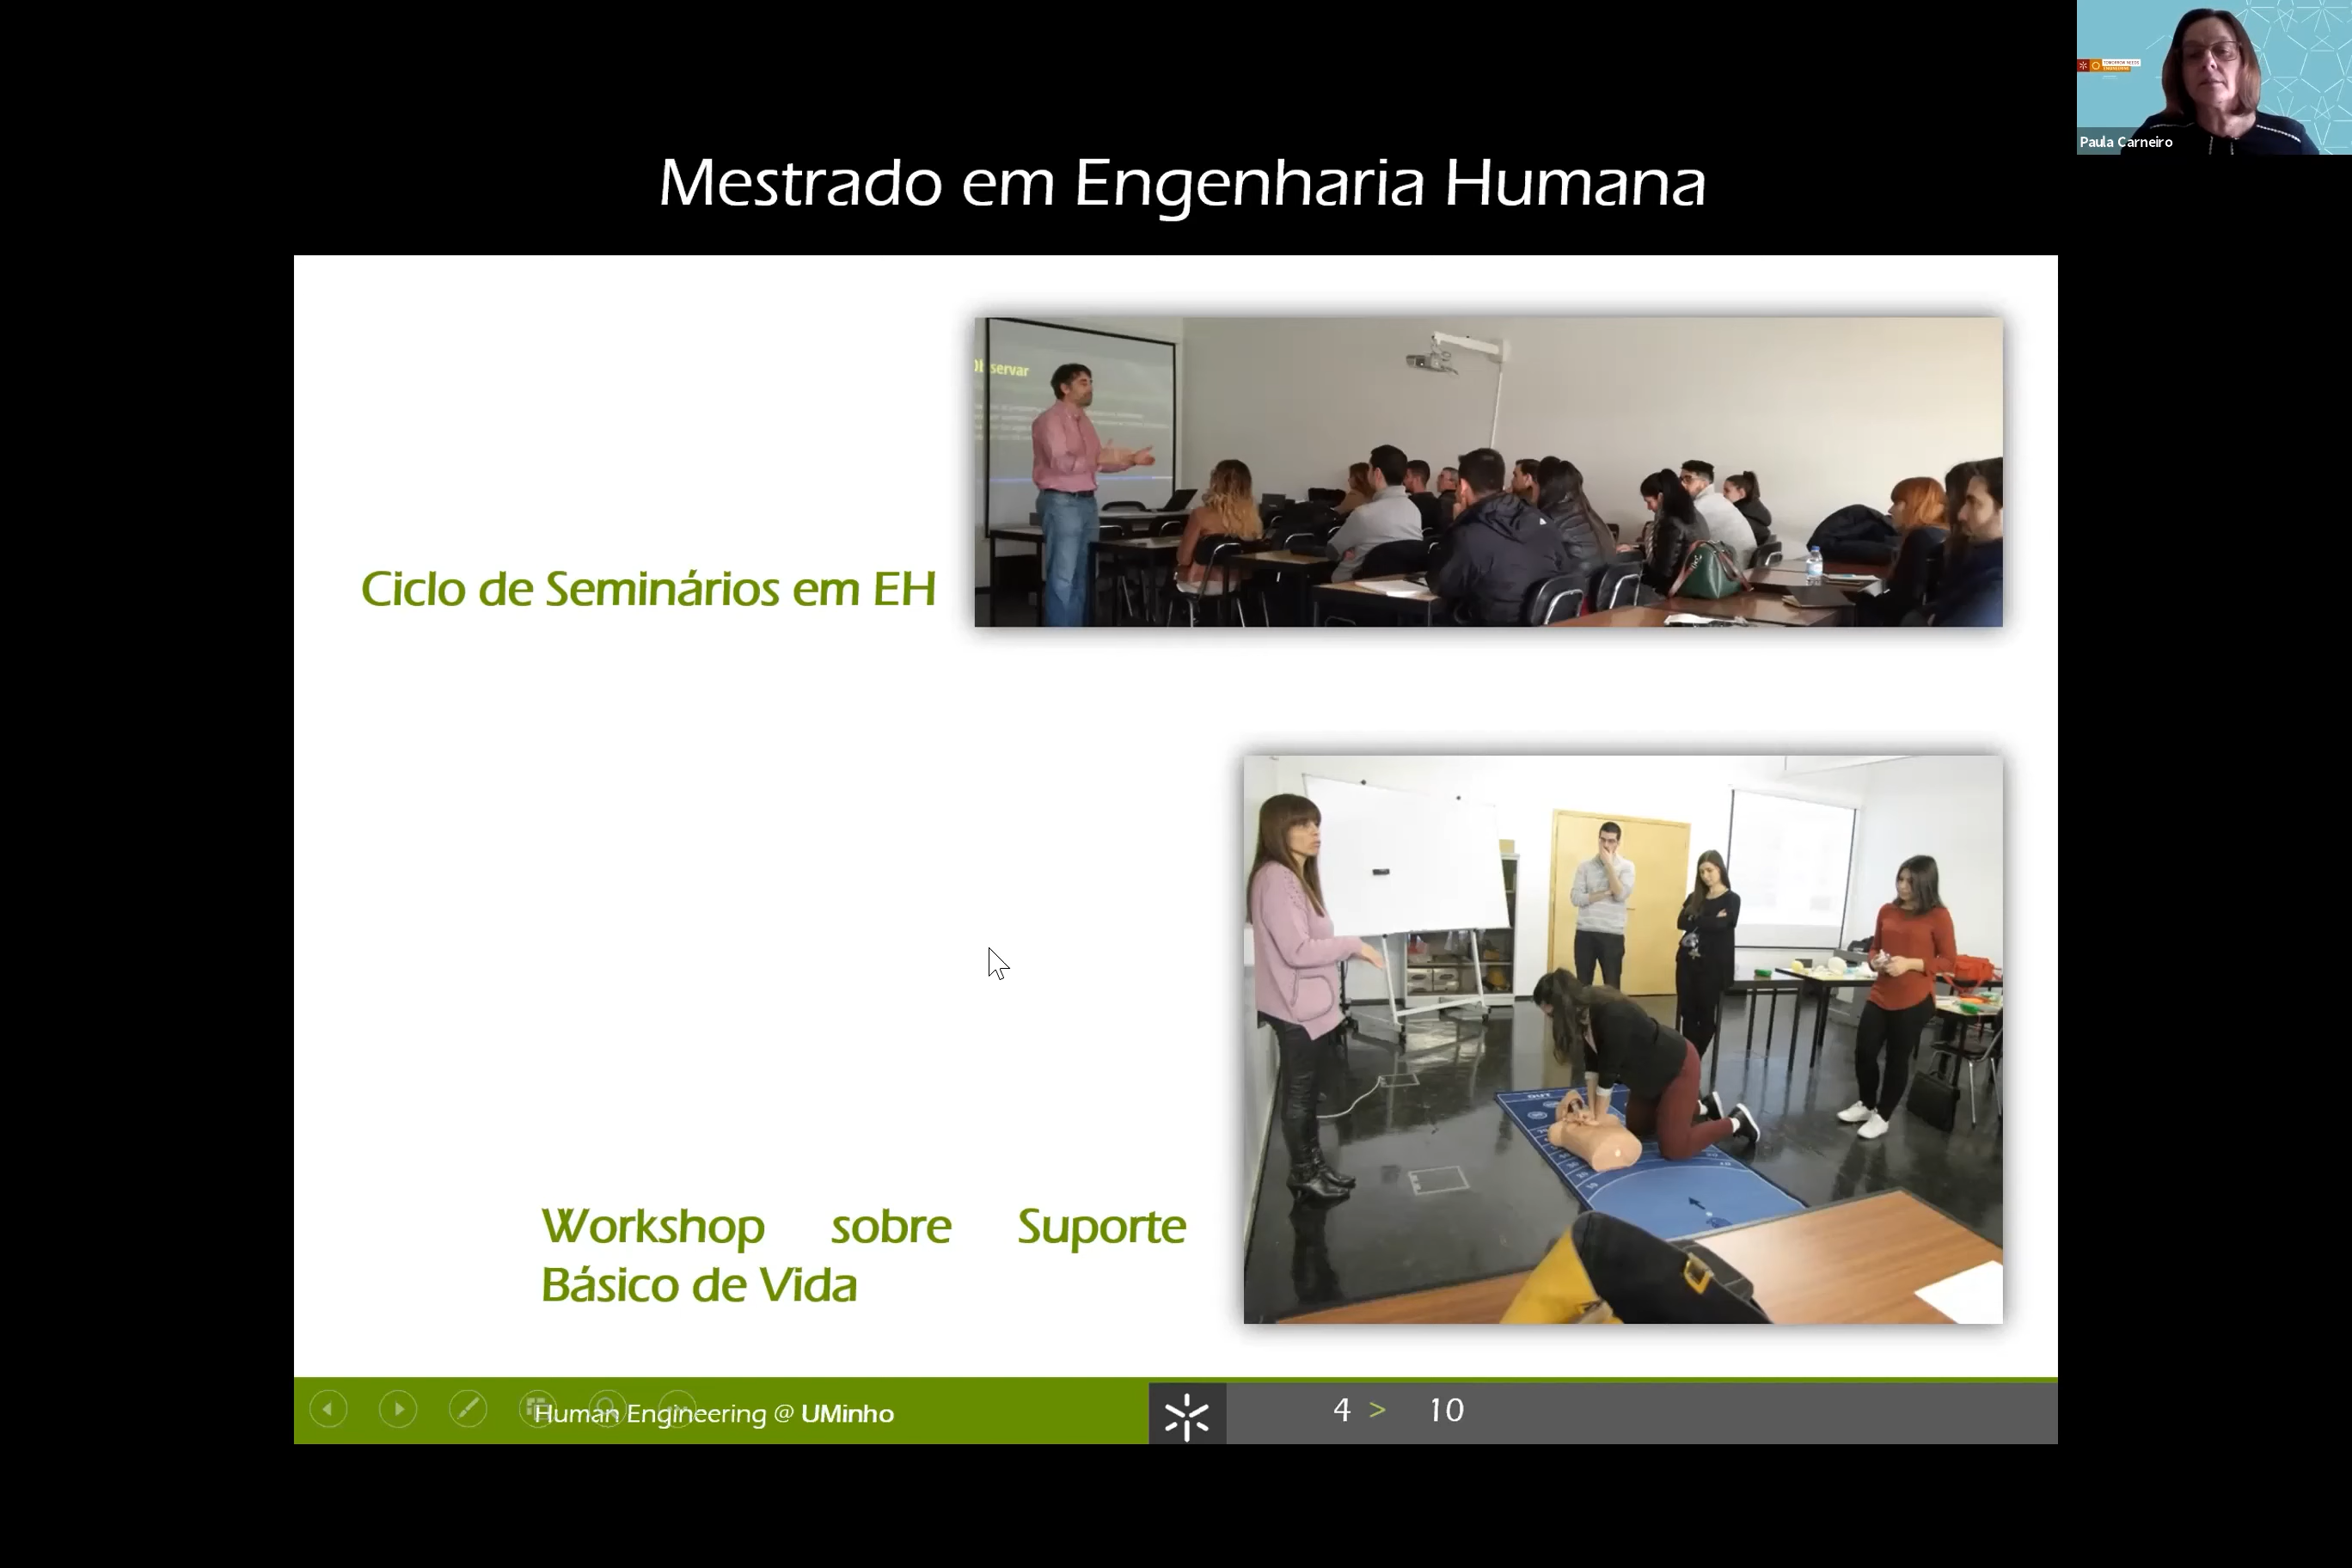 Paula Carneiro
Mestrado em Engenharia Humana
servar
Ciclo de Seminários em EH
Workshop sobre Suporte
Básico de Vida
Human Engineering @ UMinho
4 > 10